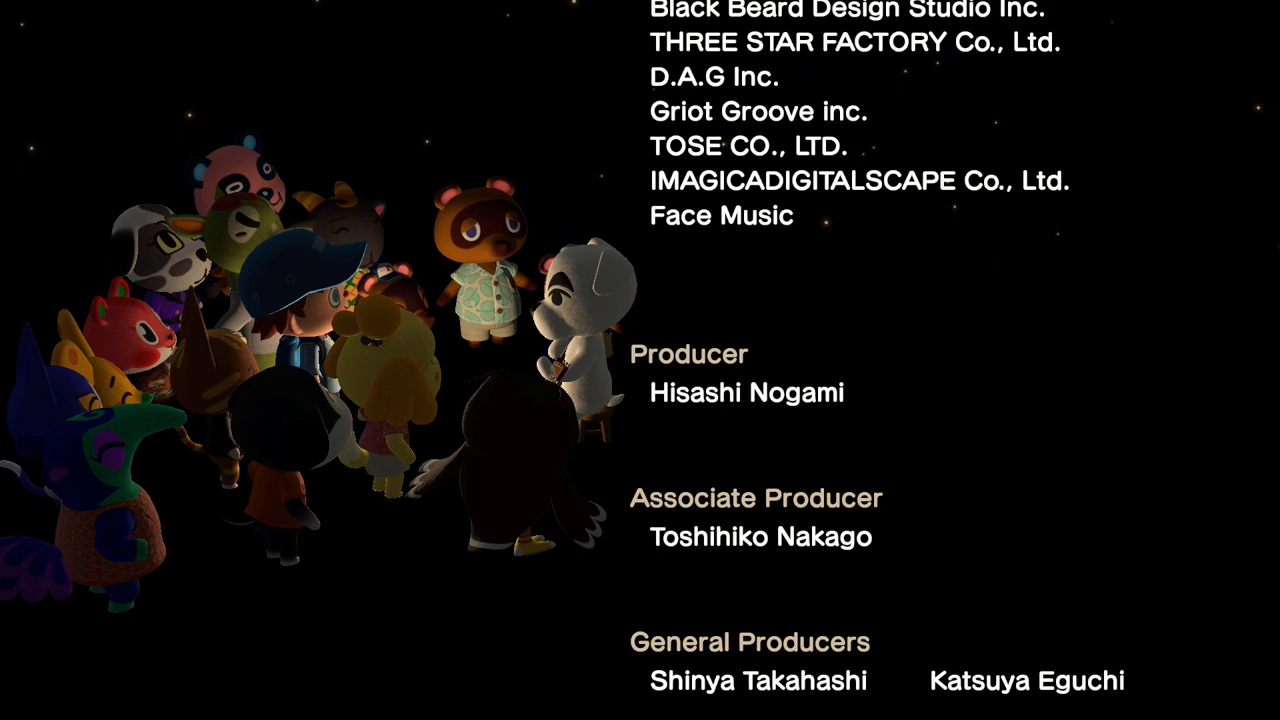 Black Beard Design Studio Inc.
THREE STAR FACTORY Co., Ltd.
D.A.G Inc.
Griot Groove inc.
TOSE CO., LTD.
IMAGICADIGITALSCAPE Co., Ltd.
Face Music
Producer
Hisashi Nogami
Associate Producer
Toshihiko Nakago
General Producers
Shinya Takahashi Katsuya Eguchi